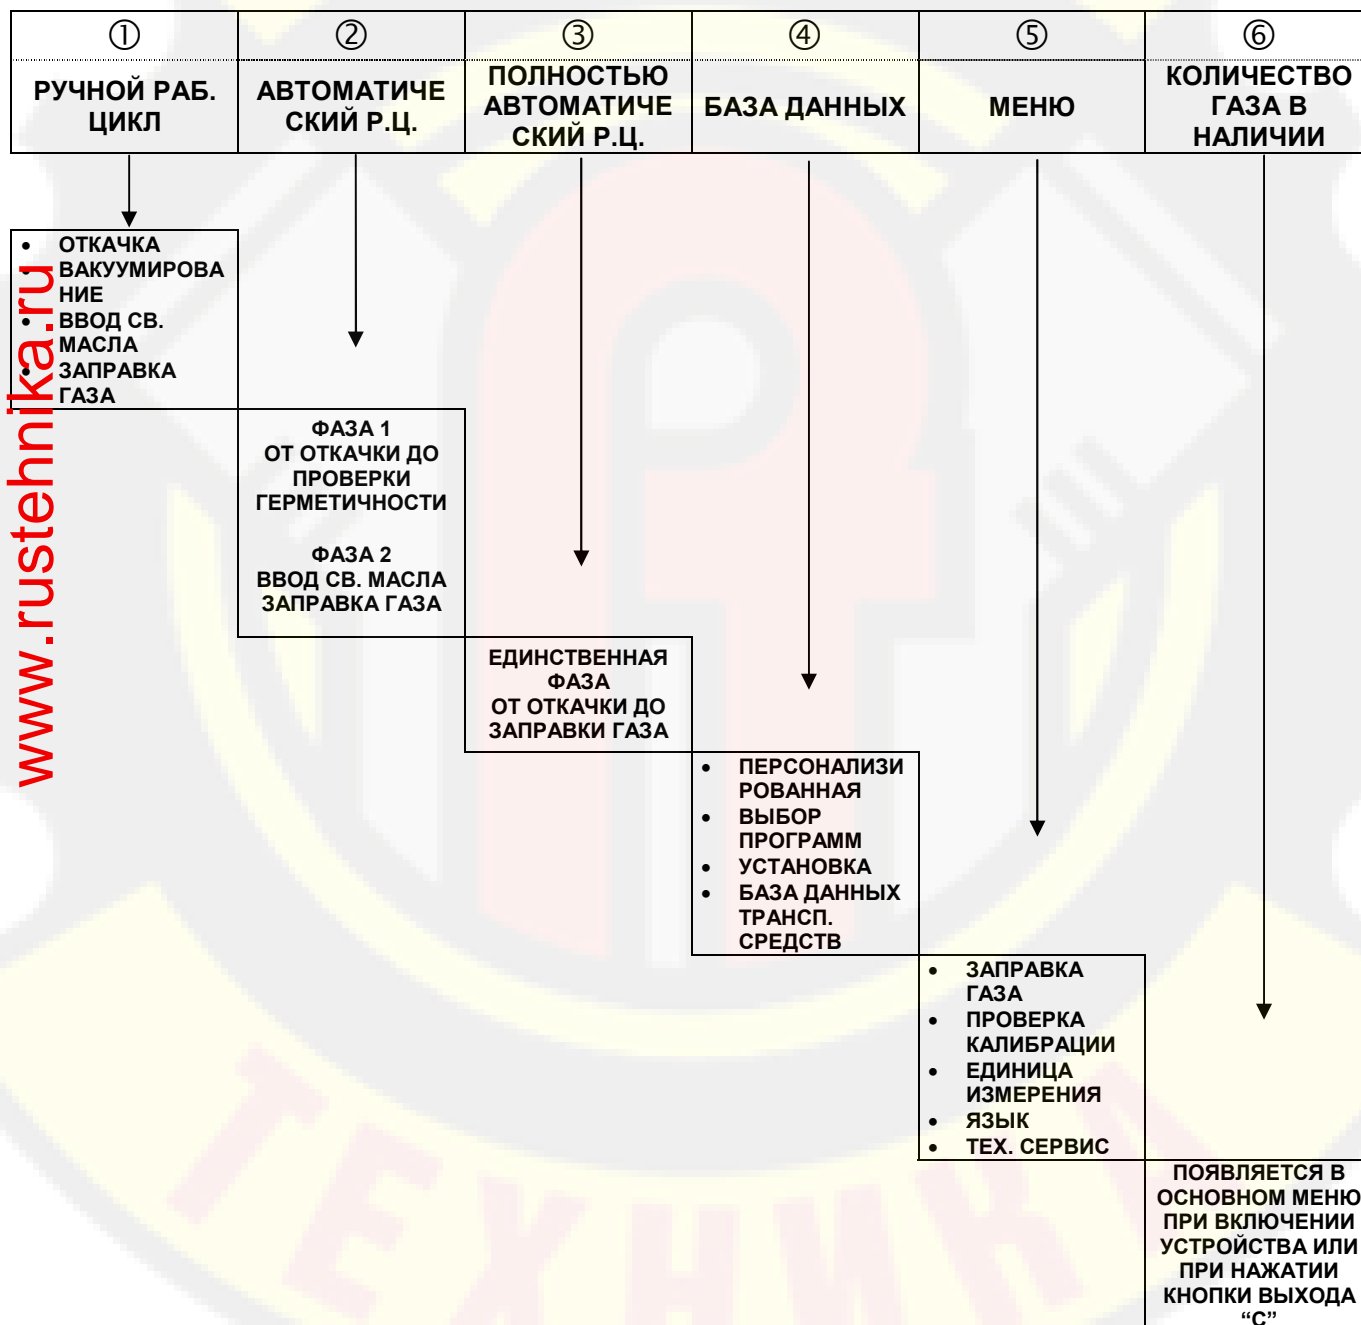 ①
②
③
④
⑤
⑥
РУЧНОЙ РАБ.
ЦИКЛ
АВТОМАТИЧЕ
СКИЙ Р.Ц.
ПОЛНОСТЬЮ
АВТОМАТИЧЕ
СКИЙ Р.Ц.
БАЗА ДАННЫХ
МЕНЮ
КОЛИЧЕСТВО
ГАЗА В
НАЛИЧИИ
• ОТКАЧКА
• ВАКУУМИРОВА
НИЕ
• ВВОД СВ.
МАСЛА
• ЗАПРАВКА
ГАЗА
ФАЗА 1
ОТ ОТКАЧКИ ДО
ПРОВЕРКИ
ГЕРМЕТИЧНОСТИ
ФАЗА 2
ВВОД СВ. МАСЛА
ЗАПРАВКА ГАЗА
ЕДИНСТВЕННАЯ
ФАЗА
ОТ ОТКАЧКИ ДО
ЗАПРАВКИ ГАЗА
• ПЕРСОНАЛИЗИ
РОВАННАЯ
• ВЫБОР
ПРОГРАММ
• УСТАНОВКА
• БАЗА ДАННЫХ
ТРАНСП.
СРЕДСТВ
• ЗАПРАВКА
ГАЗА
• ПРОВЕРКА
КАЛИБРАЦИИ
• ЕДИНИЦА
ИЗМЕРЕНИЯ
• ЯЗЫК
• ТЕХ. СЕРВИС
ПОЯВЛЯЕТСЯ В
ОСНОВНОМ МЕНЮ
ПРИ ВКЛЮЧЕНИИ
УСТРОЙСТВА ИЛИ
ПРИ НАЖАТИИ
КНОПКИ ВЫХОДА
“С”
www.rustehnika.ru
ТЕХНИКА